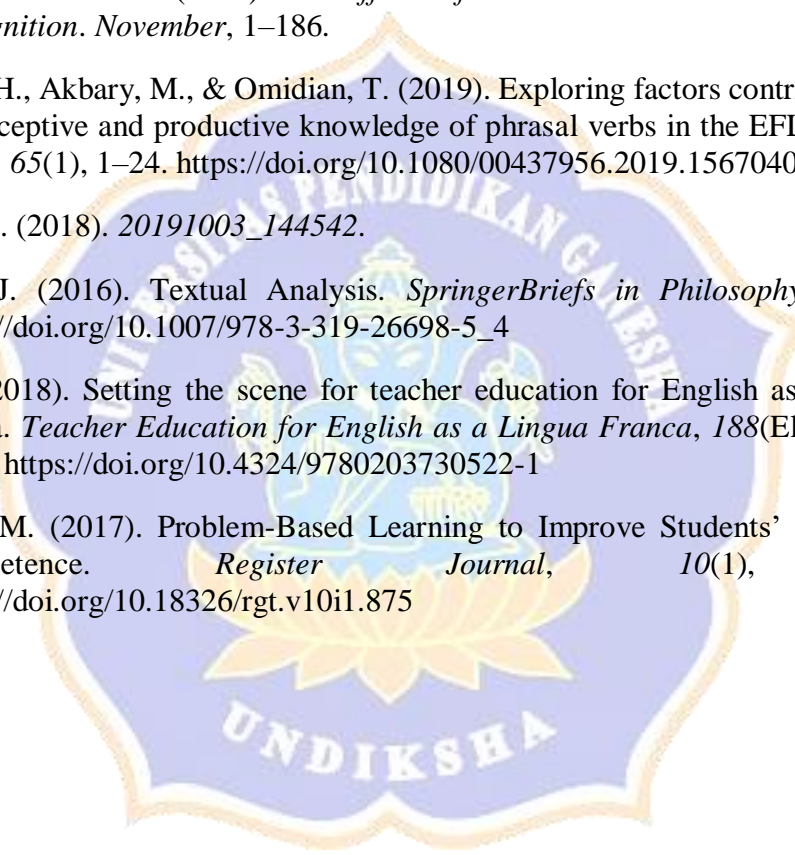 (
gnition. November, 1–186.
H., Akbary, M., & Omidian, T. (2019). Exploring factors contr
ceptive and productive knowledge of phrasal verbs in the EFL
65(1), 1–24. https://doi.org/10.1080/00437956.2019.1567040
. (2018). 20191003_144542.
J. (2016). Textual Analysis. SpringerBriefs in Philosophy
//doi.org/10.1007/978-3-319-26698-5_4
2018). Setting the scene for teacher education for English as
. Teacher Education for English as a Lingua Franca, 188(El
https://doi.org/10.4324/9780203730522-1
M. (2017). Problem-Based Learning to Improve Students’
etence. Register Journal, 10(1),
//doi.org/10.18326/rgt.v10i1.875
UNIVERSITAS PENDIDIKAN GANESHA
UNDIKSHA